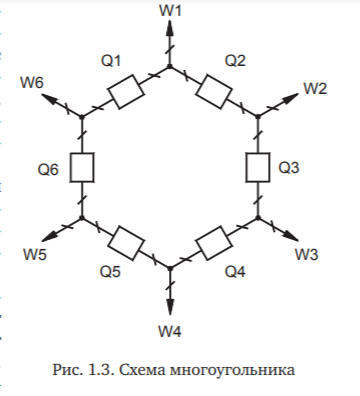 W1
Q1
Q2
W6
W2
Q6
Q3
W5
W3
Q5
Q4
W4
Рис. 1.3. Схема многоугольника